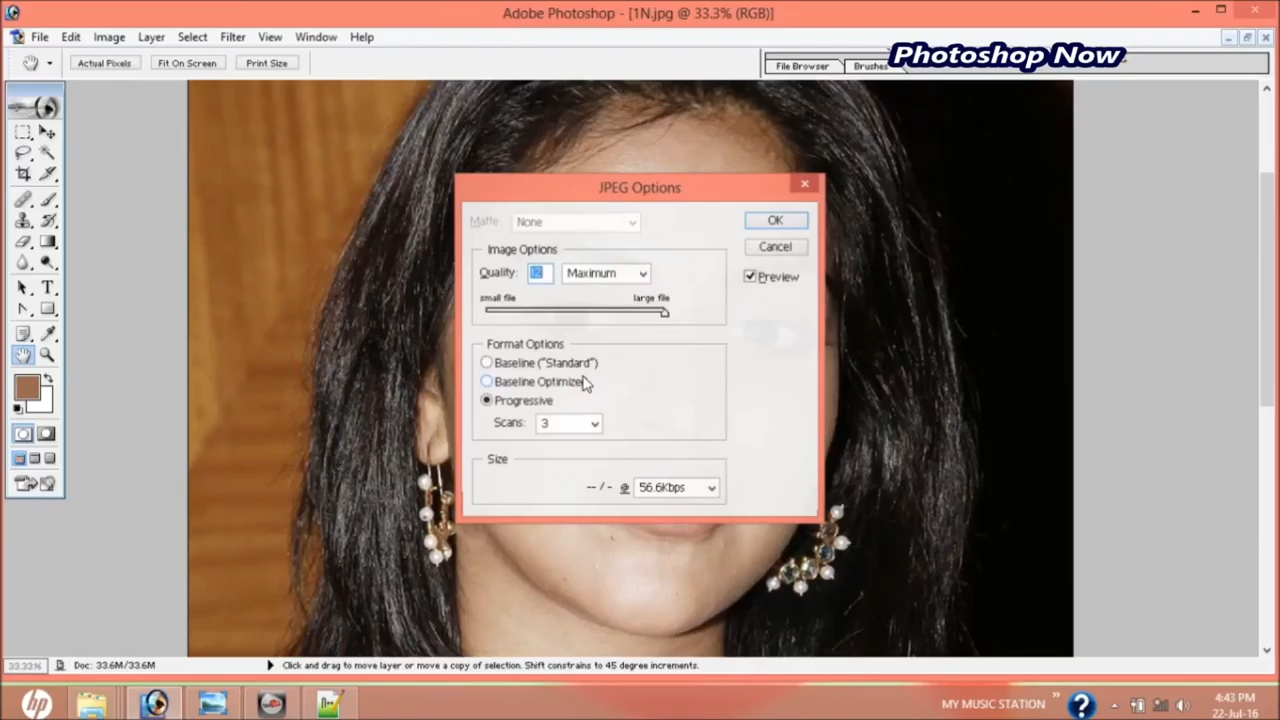 Adobe Photoshop - [1N.jpg @ 33.3% (RGB)]
File Edit Image Layer Select Filter View Window Help
Actual Pixels Fit On Screen Print Size File Browser Brushes
Photoshop Now
JPEG Options
Matte: None OK
Image Options Cancel
Quality: 12 Maximum Preview
small file large file
Format Options
Baseline ("Standard")
Baseline Optimize
Progressive
Scans: 3
Size
-- / - @ 56.6Kbps
33.33% Doc: 33.6M/33.6M Click and drag to move layer or move a copy of selection. Shift constrains to 45 degree increments.
hp MY MUSIC STATION » ? 4:43 PM
22-Jul-16